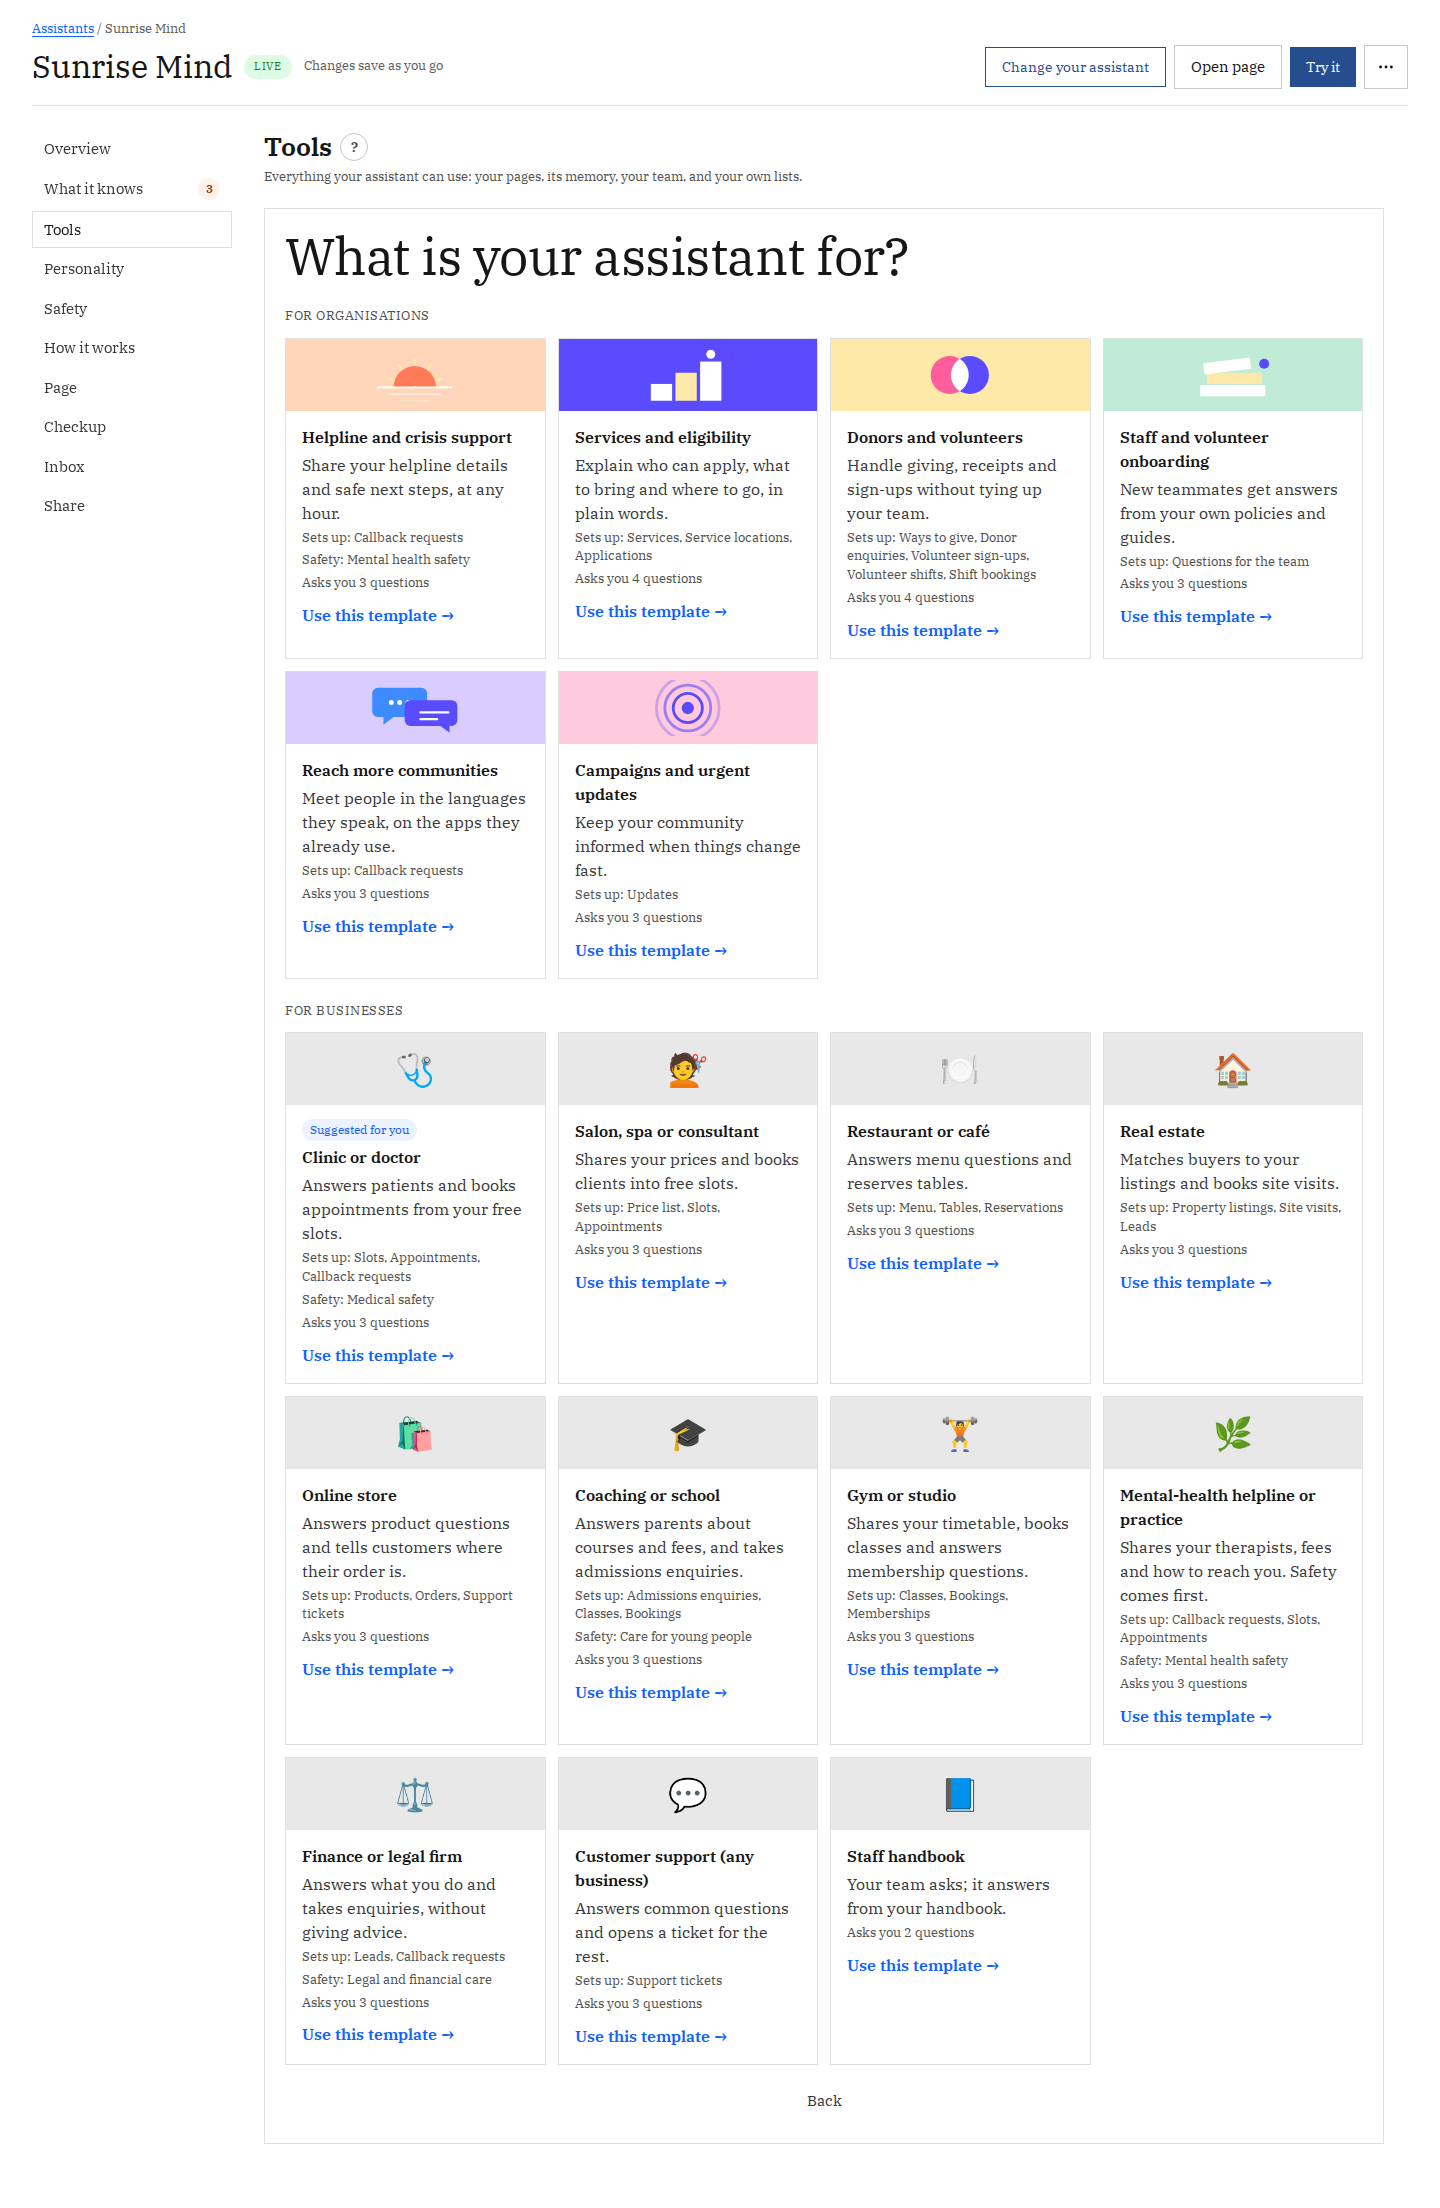 Assistants / Sunrise Mind
Sunrise Mind
LIVE
Changes save as you go
Change your assistant
Open page
Try it
···
Overview
What it knows
3
Tools
Personality
Safety
How it works
Page
Checkup
Inbox
Share
Tools
?
Everything your assistant can use: your pages, its memory, your team, and your own lists.
What is your assistant for?
FOR ORGANISATIONS
Helpline and crisis support
Share your helpline details
and safe next steps, at any
hour.
Sets up: Callback requests
Safety: Mental health safety
Asks you 3 questions
Use this template →
Services and eligibility
Explain who can apply, what
to bring and where to go, in
plain words.
Sets up: Services, Service locations,
Applications
Asks you 4 questions
Use this template →
Donors and volunteers
Handle giving, receipts and
sign-ups without tying up
your team.
Sets up: Ways to give, Donor
enquiries, Volunteer sign-ups,
Volunteer shifts, Shift bookings
Asks you 4 questions
Use this template →
Staff and volunteer
onboarding
New teammates get answers
from your own policies and
guides.
Sets up: Questions for the team
Asks you 3 questions
Use this template →
Reach more communities
Meet people in the languages
they speak, on the apps they
already use.
Sets up: Callback requests
Asks you 3 questions
Use this template →
Campaigns and urgent
updates
Keep your community
informed when things change
fast.
Sets up: Updates
Asks you 3 questions
Use this template →
FOR BUSINESSES
Suggested for you
Clinic or doctor
Answers patients and books
appointments from your free
slots.
Sets up: Slots, Appointments,
Callback requests
Safety: Medical safety
Asks you 3 questions
Use this template →
Salon, spa or consultant
Shares your prices and books
clients into free slots.
Sets up: Price list, Slots,
Appointments
Asks you 3 questions
Use this template →
Restaurant or café
Answers menu questions and
reserves tables.
Sets up: Menu, Tables, Reservations
Asks you 3 questions
Use this template →
Real estate
Matches buyers to your
listings and books site visits.
Sets up: Property listings, Site visits,
Leads
Asks you 3 questions
Use this template →
Online store
Answers product questions
and tells customers where
their order is.
Sets up: Products, Orders, Support
tickets
Asks you 3 questions
Use this template →
Coaching or school
Answers parents about
courses and fees, and takes
admissions enquiries.
Sets up: Admissions enquiries,
Classes, Bookings
Safety: Care for young people
Asks you 3 questions
Use this template →
Gym or studio
Shares your timetable, books
classes and answers
membership questions.
Sets up: Classes, Bookings,
Memberships
Asks you 3 questions
Use this template →
Mental-health helpline or
practice
Shares your therapists, fees
and how to reach you. Safety
comes first.
Sets up: Callback requests, Slots,
Appointments
Safety: Mental health safety
Asks you 3 questions
Use this template →
Finance or legal firm
Answers what you do and
takes enquiries, without
giving advice.
Sets up: Leads, Callback requests
Safety: Legal and financial care
Asks you 3 questions
Use this template →
Customer support (any
business)
Answers common questions
and opens a ticket for the
rest.
Sets up: Support tickets
Asks you 3 questions
Use this template →
Staff handbook
Your team asks; it answers
from your handbook.
Asks you 2 questions
Use this template →
Back